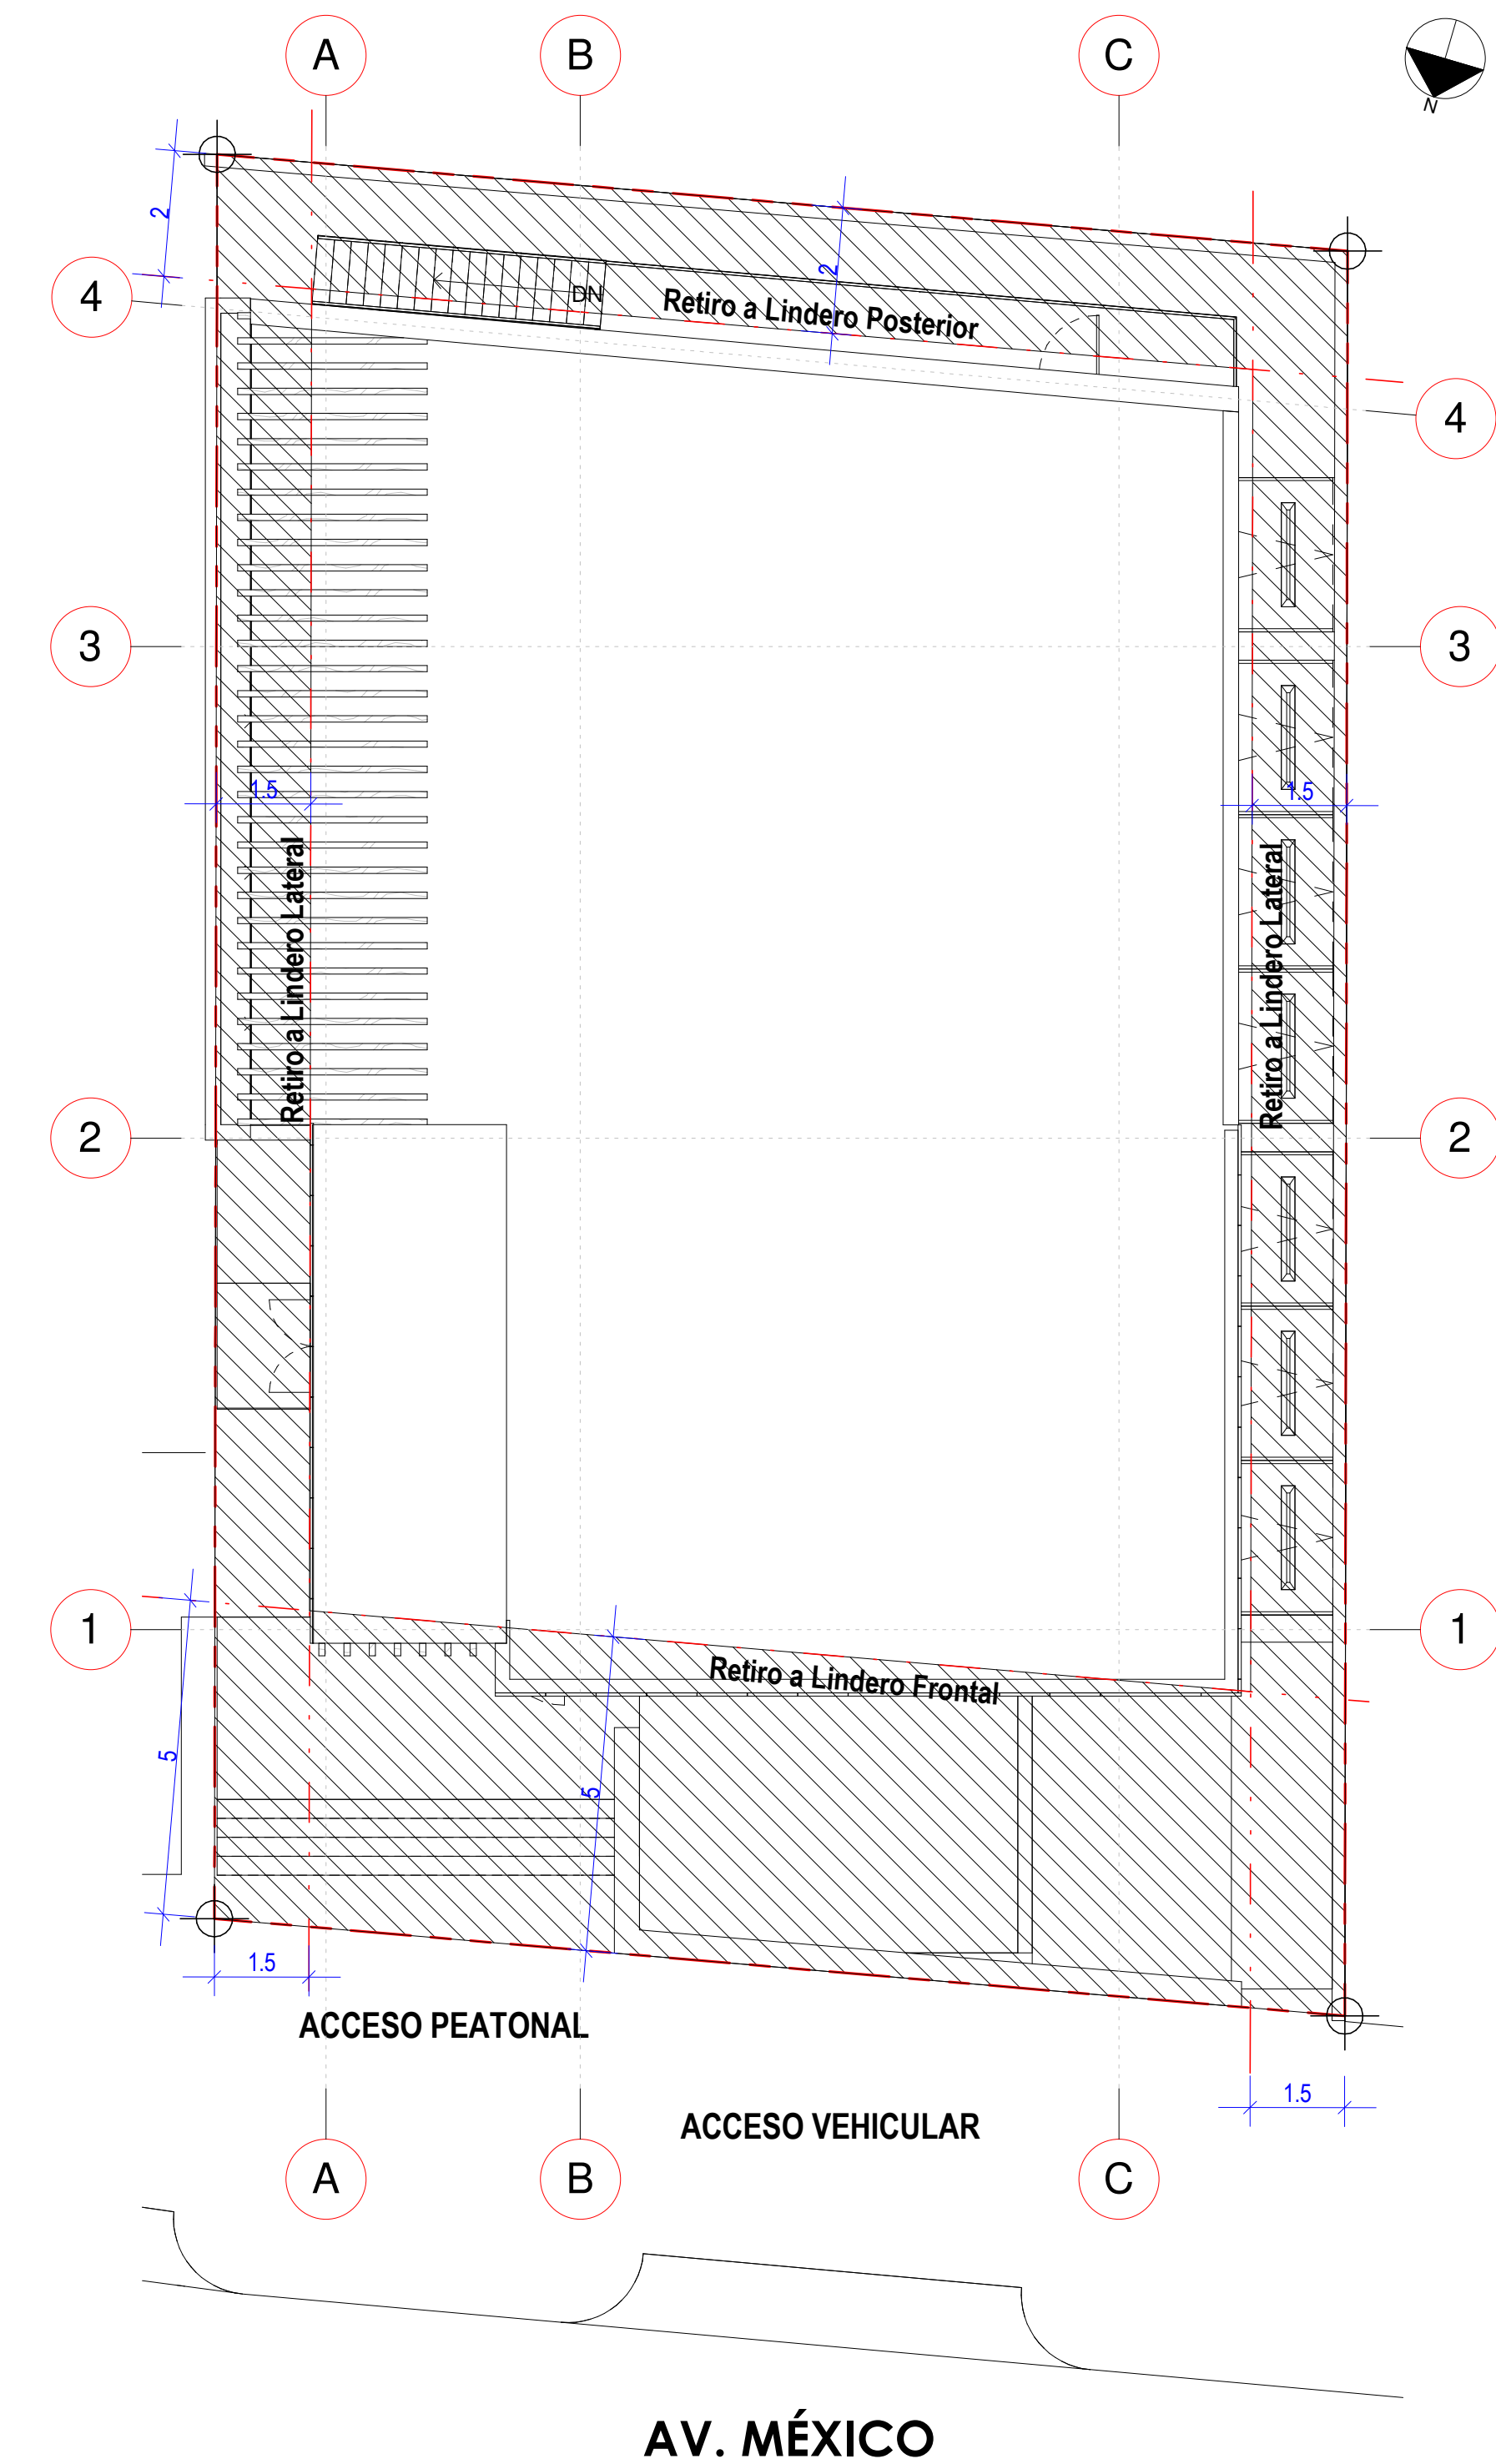 A
B
C
N
2
2
4
DN
Retiro a Lindero Posterior
4
3
3
1.5
1.5
Retiro a Lindero Lateral
Retiro a Lindero Lateral
2
2
1
1
Retiro a Lindero Frontal
5
5
1.5
ACCESO PEATONAL
1.5
ACCESO VEHICULAR
A
B
C
AV. MÉXICO